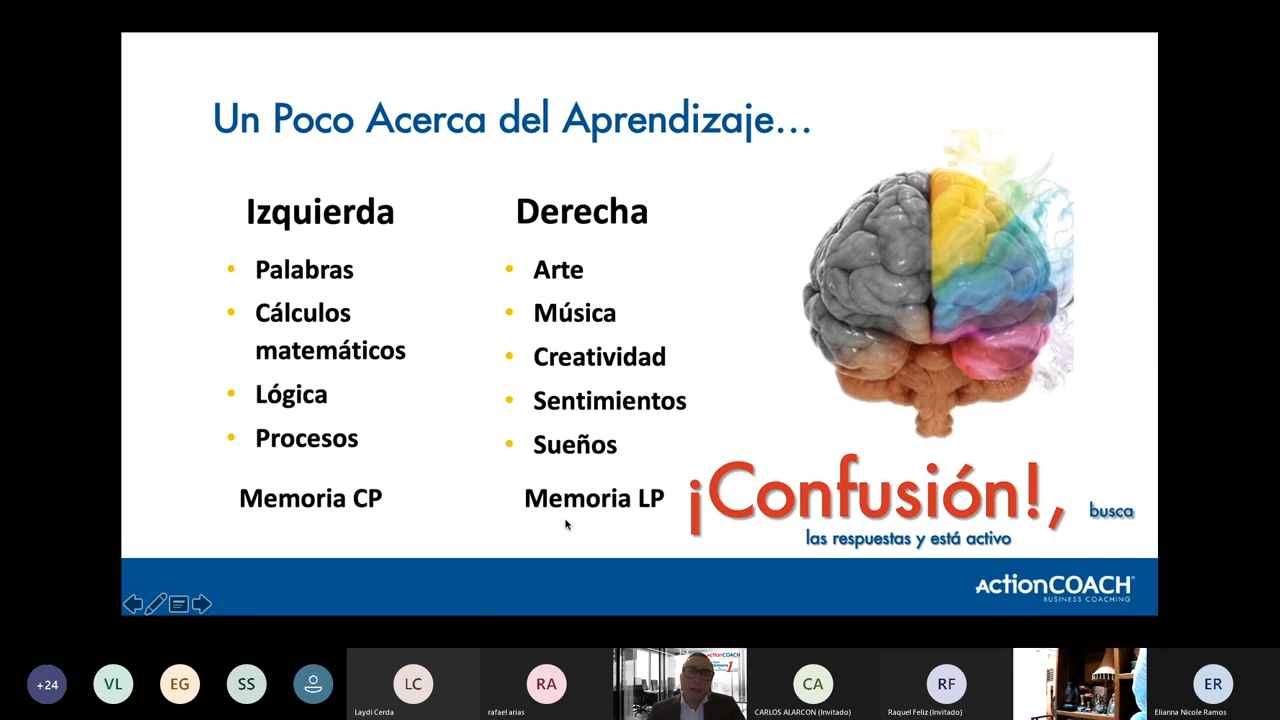 Un Poco Acerca del Aprendizaje...
Izquierda
Palabras
Cálculos
matemáticos
Lógica
Procesos
Memoria CP
Derecha
Arte
Música
Creatividad
Sentimientos
Sueños
Memoria LP
¡Confusión!, busca
las respuestas y está activo
ActionCOACH
BUSINESS COACHING
+24
VL
EG
SS
LC
Laydi Cerda
RA
rafael arias
ActionCOACH
1
CA
CARLOS ALARCON (Invitado)
RF
Raquel Feliz (Invitado)
ER
Elianna Nicole Ramos